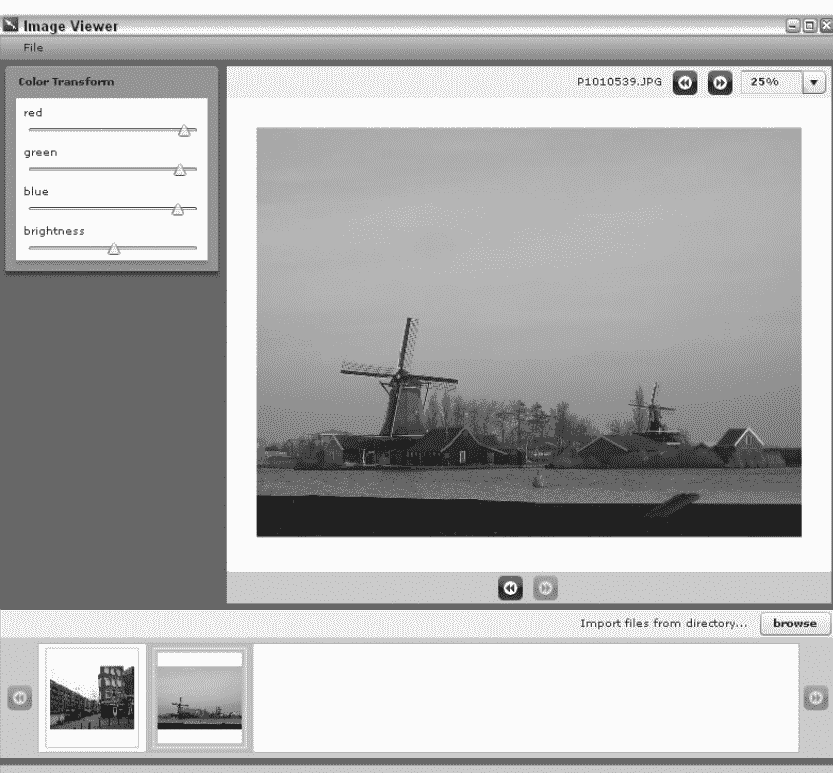 Image Viewer
File
Color Transform
red
green
blue
brightness
P1010539.JPG
25%
Import files from directory...
browse